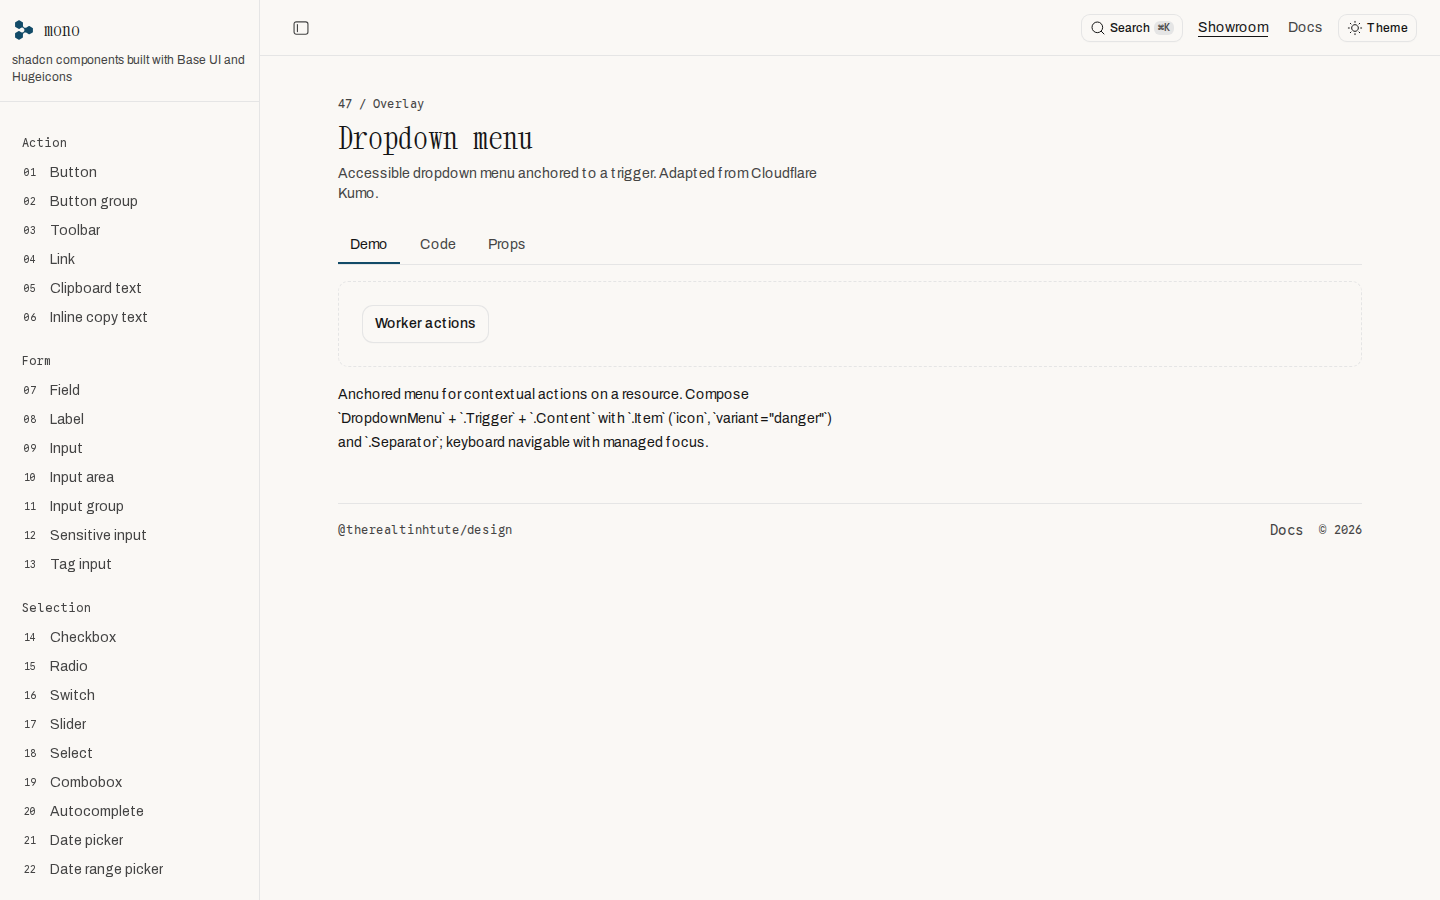 mono
shadcn components built with Base UI and
Hugeicons
Action
01 Button
02 Button group
03 Toolbar
04 Link
05 Clipboard text
06 Inline copy text
Form
07 Field
08 Label
09 Input
10 Input area
11 Input group
12 Sensitive input
13 Tag input
Selection
14 Checkbox
15 Radio
16 Switch
17 Slider
18 Select
19 Combobox
20 Autocomplete
21 Date picker
22 Date range picker
Search ⌘K Showroom Docs Theme
47 / Overlay
Dropdown menu
Accessible dropdown menu anchored to a trigger. Adapted from Cloudflare
Kumo.
Demo Code Props
Worker actions
Anchored menu for contextual actions on a resource. Compose
`DropdownMenu` + `.Trigger` + `.Content` with `.Item` (`icon`, `variant="danger"`)
and `.Separator`; keyboard navigable with managed focus.
@therealtinhtute/design Docs © 2026